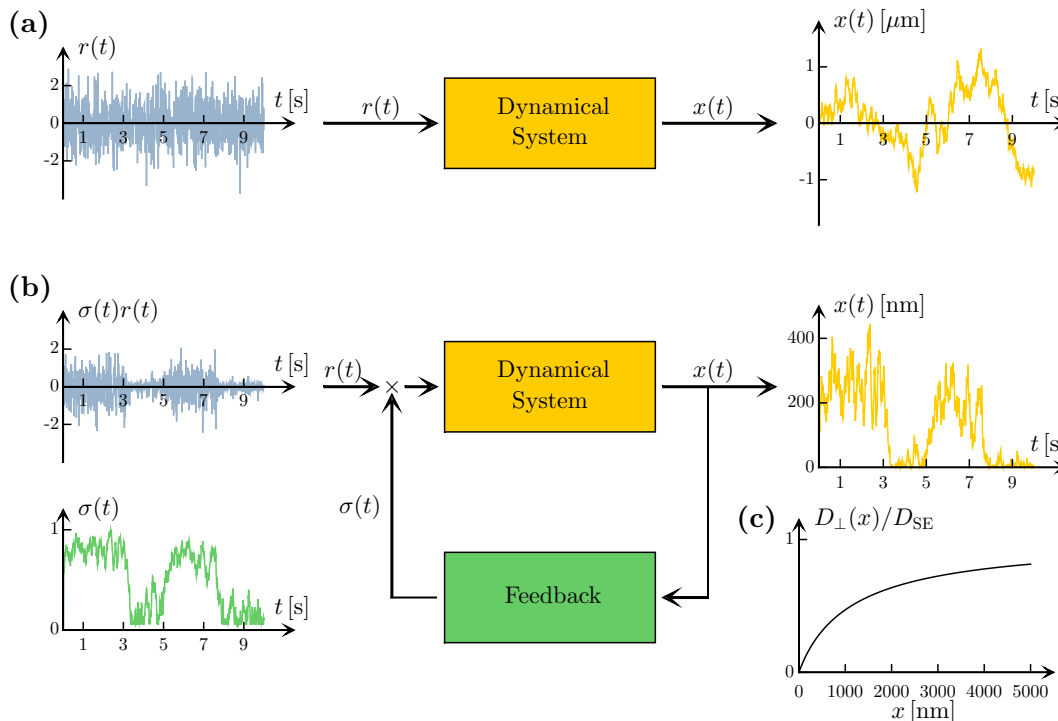 (a)
r(t)
2
0
-2
t [s]
1 3 5 7 9
r(t)
Dynamical
System
x(t)
x(t) [μm]
1
0
-1
t [s]
1 3 5 7 9
(b)
σ(t)r(t)
2
0
-2
t [s]
1 3 5 7 9
r(t)
×
Dynamical
System
x(t)
x(t) [nm]
400
200
0
t [s]
1 3 5 7 9
σ(t)
1
0
t [s]
1 3 5 7 9
σ(t)
Feedback
(c)
D⊥(x)/D_SE
1
0
0 1000 2000 3000 4000 5000
x [nm]